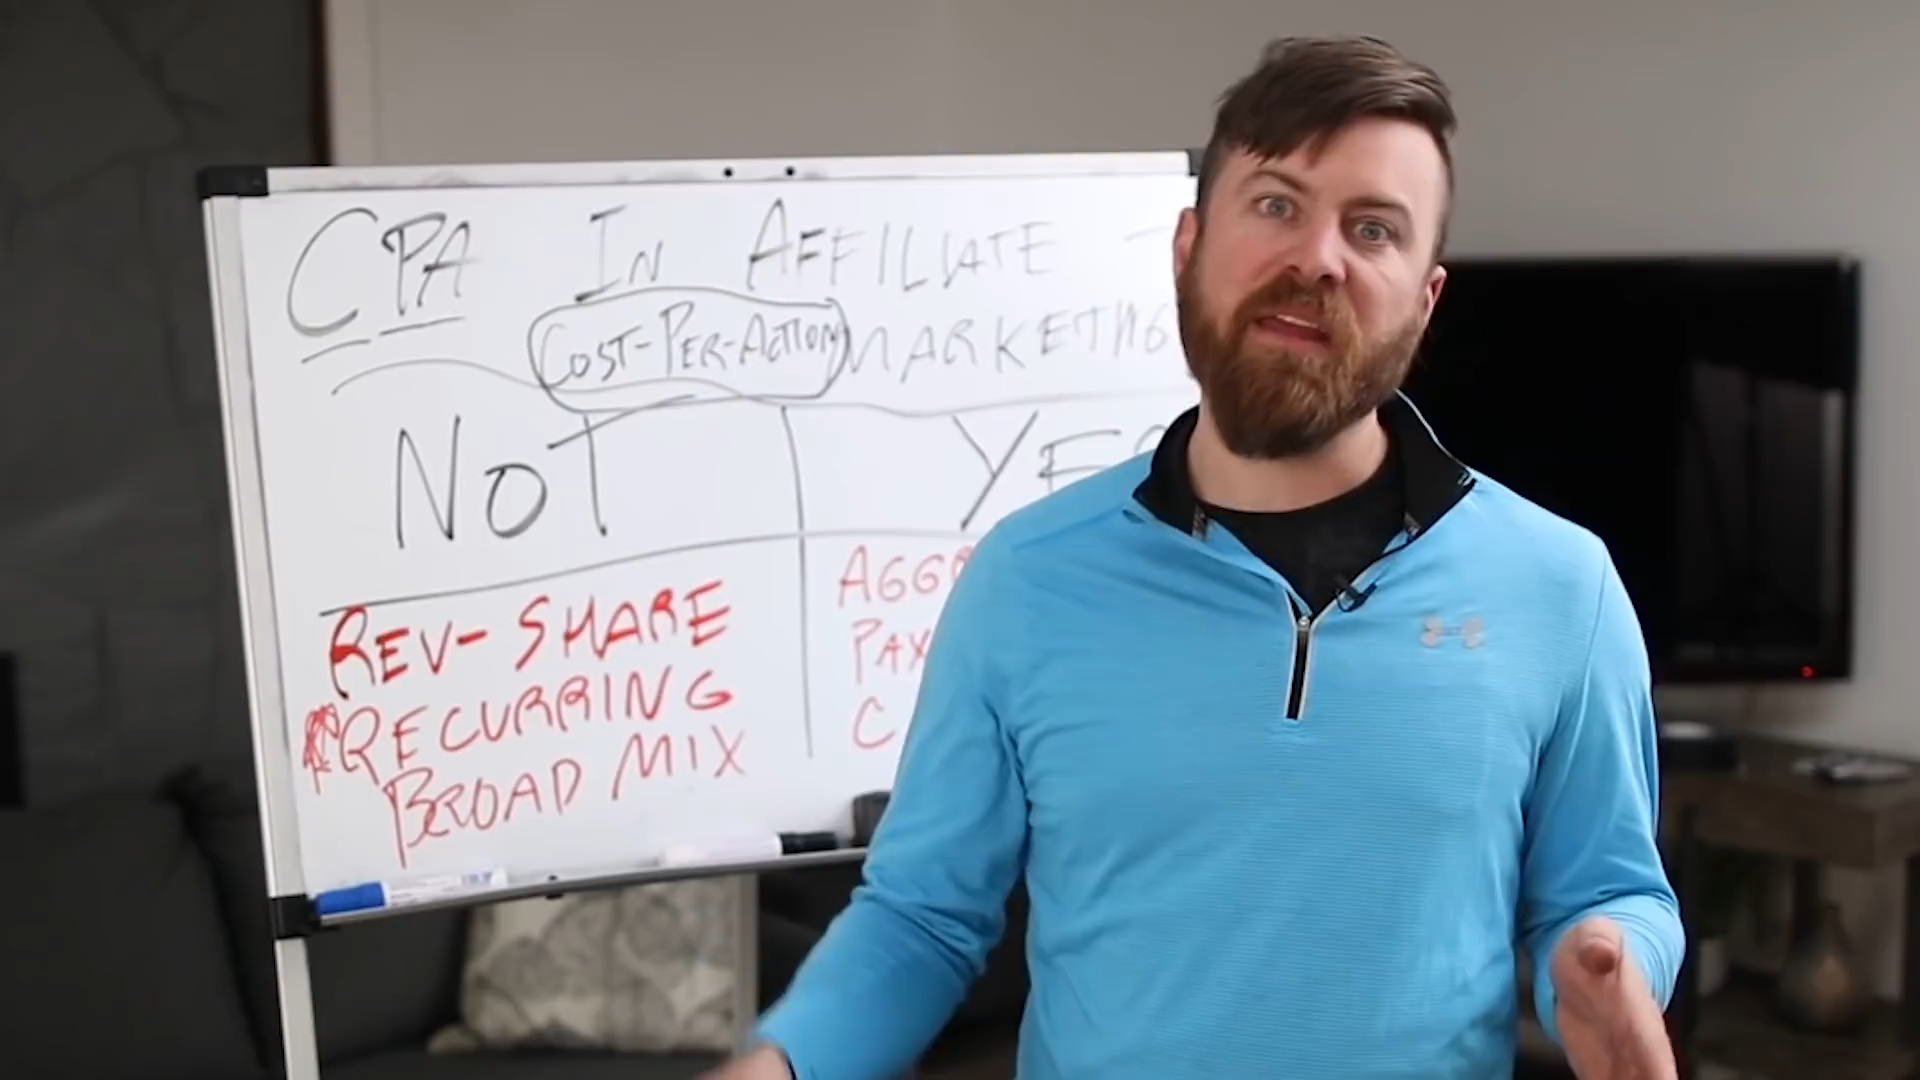 CPA IN AFFILIATE
COST-PER-ACTION MARKETING
NOT
REV-SHARE
RECURRING
BROAD MIX